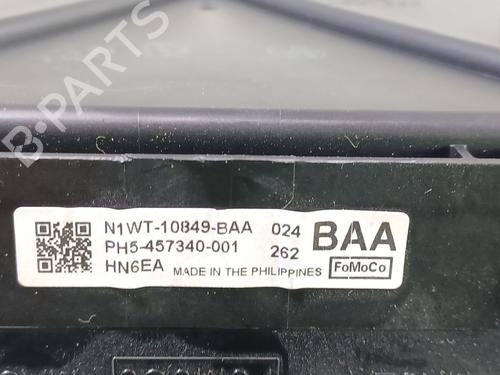 B-PARTS
N1WT-10849-BAA 024
PH5-457340-001 262
HN6EA MADE IN THE PHILIPPINES
BAA
FoMoCo